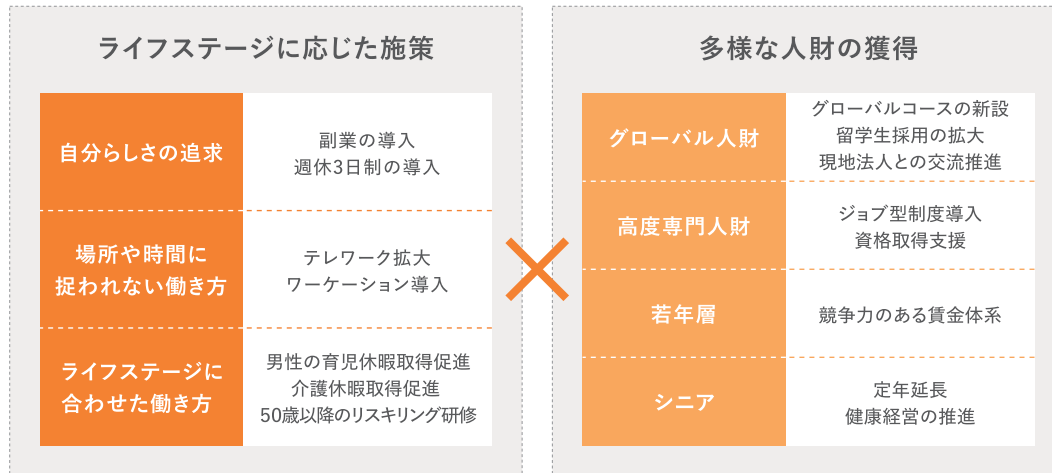 ライフステージに応じた施策
自分らしさの追求
副業の導入
週休3日制の導入
場所や時間に
捉われない働き方
テレワーク拡大
ワーケーション導入
ライフステージに
合わせた働き方
男性の育児休暇取得促進
介護休暇取得促進
50歳以降のリスキリング研修
多様な人財の獲得
グローバル人財
グローバルコースの新設
留学生採用の拡大
現地法人との交流推進
高度専門人財
ジョブ型制度導入
資格取得支援
若年層
競争力のある賃金体系
シニア
定年延長
健康経営の推進